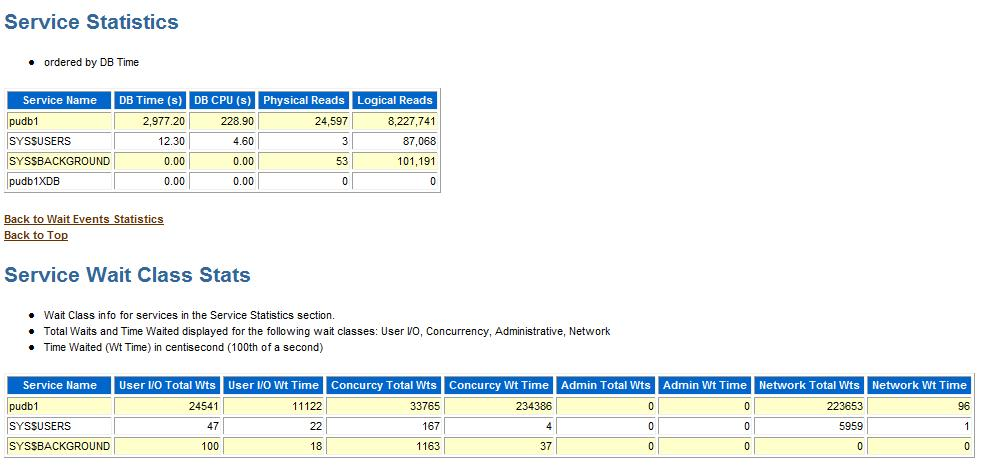 Service Statistics
ordered by DB Time
Service Name DB Time (s) DB CPU (s) Physical Reads Logical Reads
pudb1 2,977.20 228.90 24,597 8,227,741
SYS$USERS 12.30 4.60 3 87,068
SYS$BACKGROUND 0.00 0.00 53 101,191
pudb1XDB 0.00 0.00 0 0
Back to Wait Events Statistics
Back to Top
Service Wait Class Stats
Wait Class info for services in the Service Statistics section.
Total Waits and Time Waited displayed for the following wait classes: User I/O, Concurrency, Administrative, Network
Time Waited (Wt Time) in centisecond (100th of a second)
Service Name User I/O Total Wts User I/O Wt Time Concurcy Total Wts Concurcy Wt Time Admin Total Wts Admin Wt Time Network Total Wts Network Wt Time
pudb1 24541 11122 33765 234386 0 0 223653 96
SYS$USERS 47 22 167 4 0 0 5959 1
SYS$BACKGROUND 100 18 1163 37 0 0 0 0